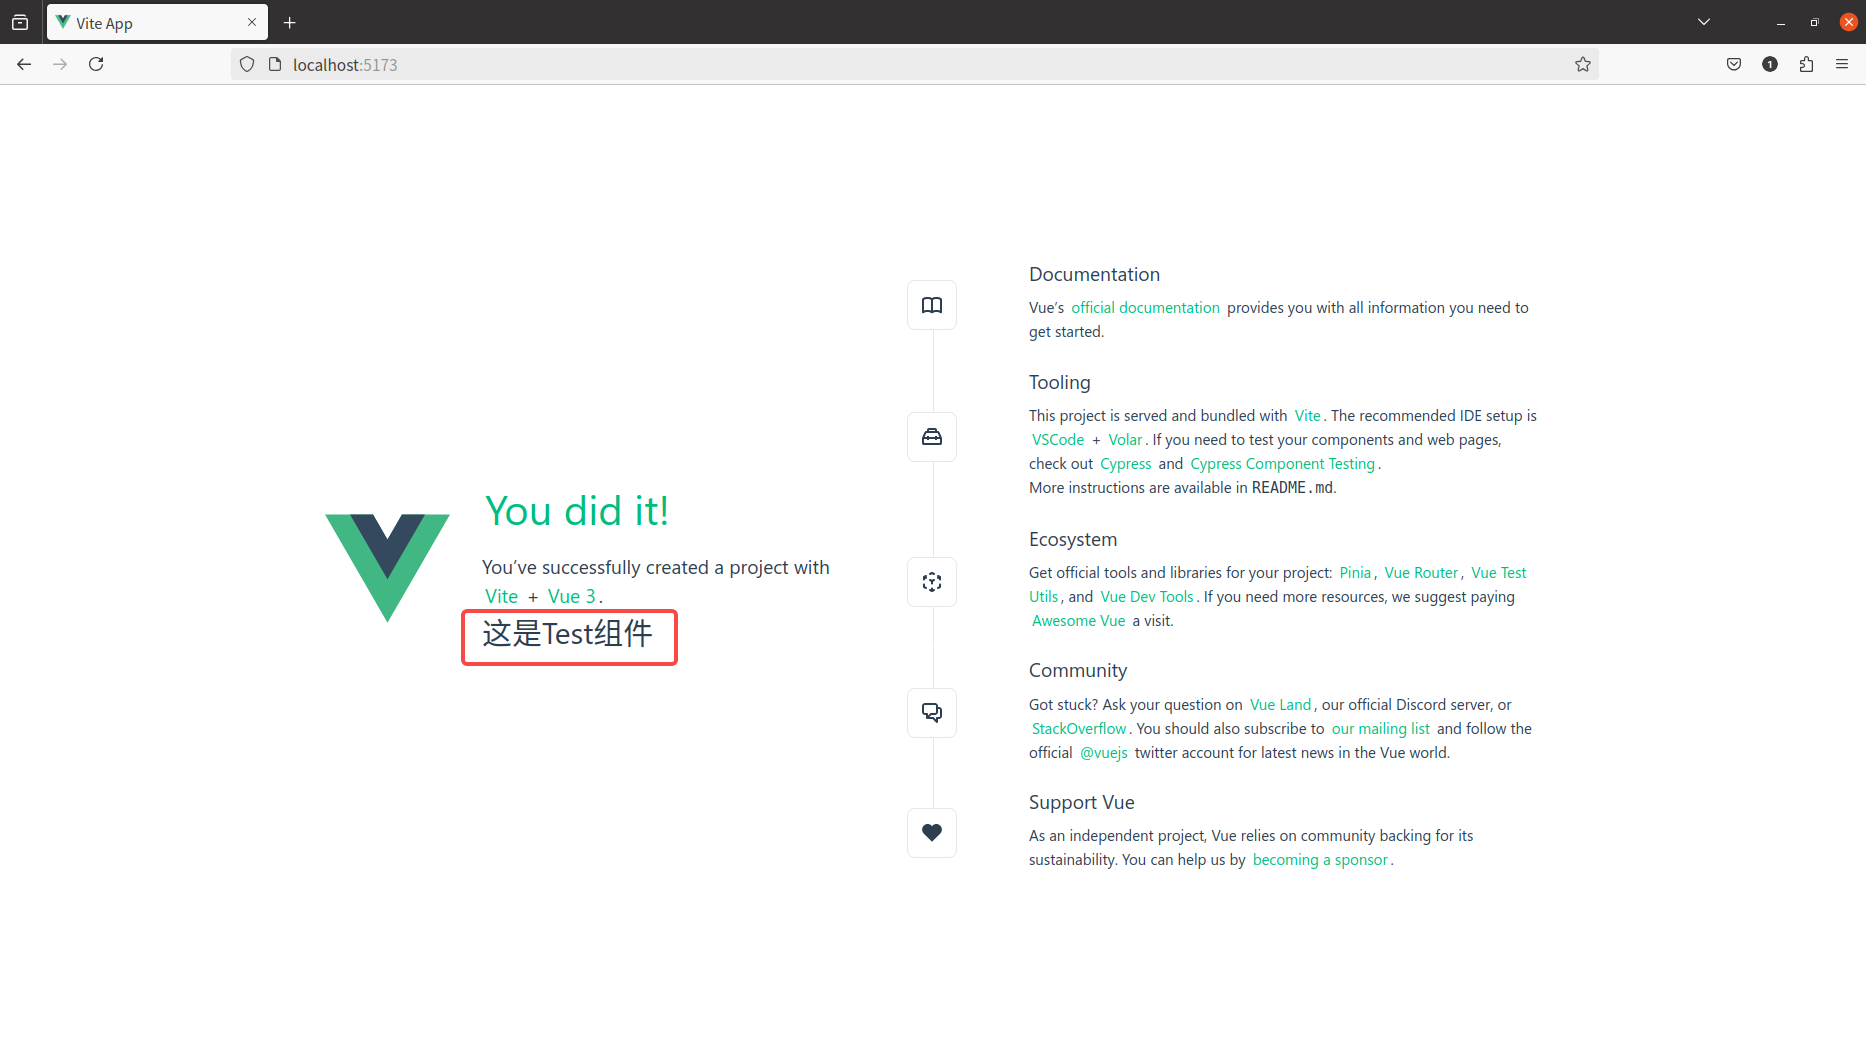 Vite App
localhost:5173
1
You did it!
You’ve successfully created a project with
Vite + Vue 3.
这是Test组件
Documentation
Vue’s official documentation provides you with all information you need to
get started.
Tooling
This project is served and bundled with Vite. The recommended IDE setup is
VSCode + Volar. If you need to test your components and web pages,
check out Cypress and Cypress Component Testing.
More instructions are available in README.md.
Ecosystem
Get official tools and libraries for your project: Pinia, Vue Router, Vue Test
Utils, and Vue Dev Tools. If you need more resources, we suggest paying
Awesome Vue a visit.
Community
Got stuck? Ask your question on Vue Land, our official Discord server, or
StackOverflow. You should also subscribe to our mailing list and follow the
official @vuejs twitter account for latest news in the Vue world.
Support Vue
As an independent project, Vue relies on community backing for its
sustainability. You can help us by becoming a sponsor.